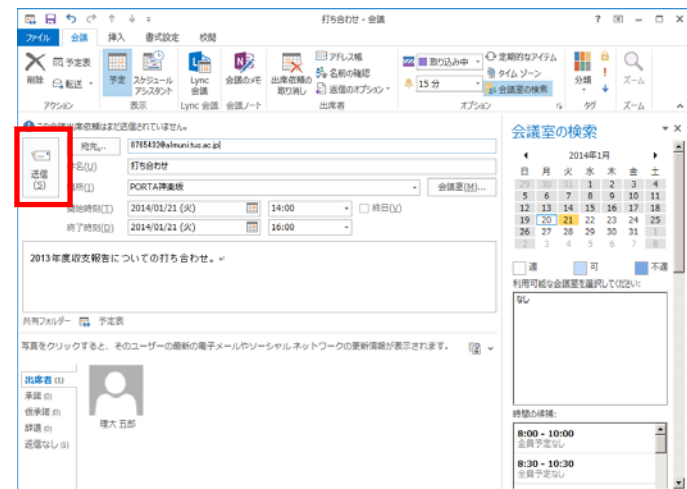 打ち合わせ - 会議
ファイル 会議 挿入 書式設定 校閲
削除
予定表
転送
アクション
予定
スケジュール アシスタント
表示
Lync 会議
Lync 会議
会議のメモ
会議ノート
出席依頼の取り消し
アドレス帳
名前の確認
返信のオプション
出席者
取り込み中
15 分
定期的なアイテム
タイム ゾーン
会議室の検索
オプション
分類
タグ
ズーム
ズーム
この会議出席依頼はまだ送信されていません。
送信(S)
宛先...
8765432@alumni.tus.ac.jp
件名(U)
打ち合わせ
場所(I)
PORTA神楽坂
会議室(M)...
開始時刻(T) 2014/01/21 (火) 14:00 終日(V)
終了時刻(D) 2014/01/21 (火) 16:00
2013年度収支報告についての打ち合わせ。
共有フォルダー 予定表
写真をクリックすると、そのユーザーの最新の電子メールやソーシャル ネットワークの更新情報が表示されます。
出席者 (1)
承諾 (0)
仮承諾 (0)
辞退 (0)
返信なし (1)
理大 五郎
会議室の検索
2014年1月
日 月 火 水 木 金 土
29 30 31 1 2 3 4
5 6 7 8 9 10 11
12 13 14 15 16 17 18
19 20 21 22 23 24 25
26 27 28 29 30 31 1
2 3 4 5 6 7 8
適 可 不適
利用可能な会議室を選択してください:
なし
時間の候補:
8:00 - 10:00
全員予定なし
8:30 - 10:30
全員予定なし